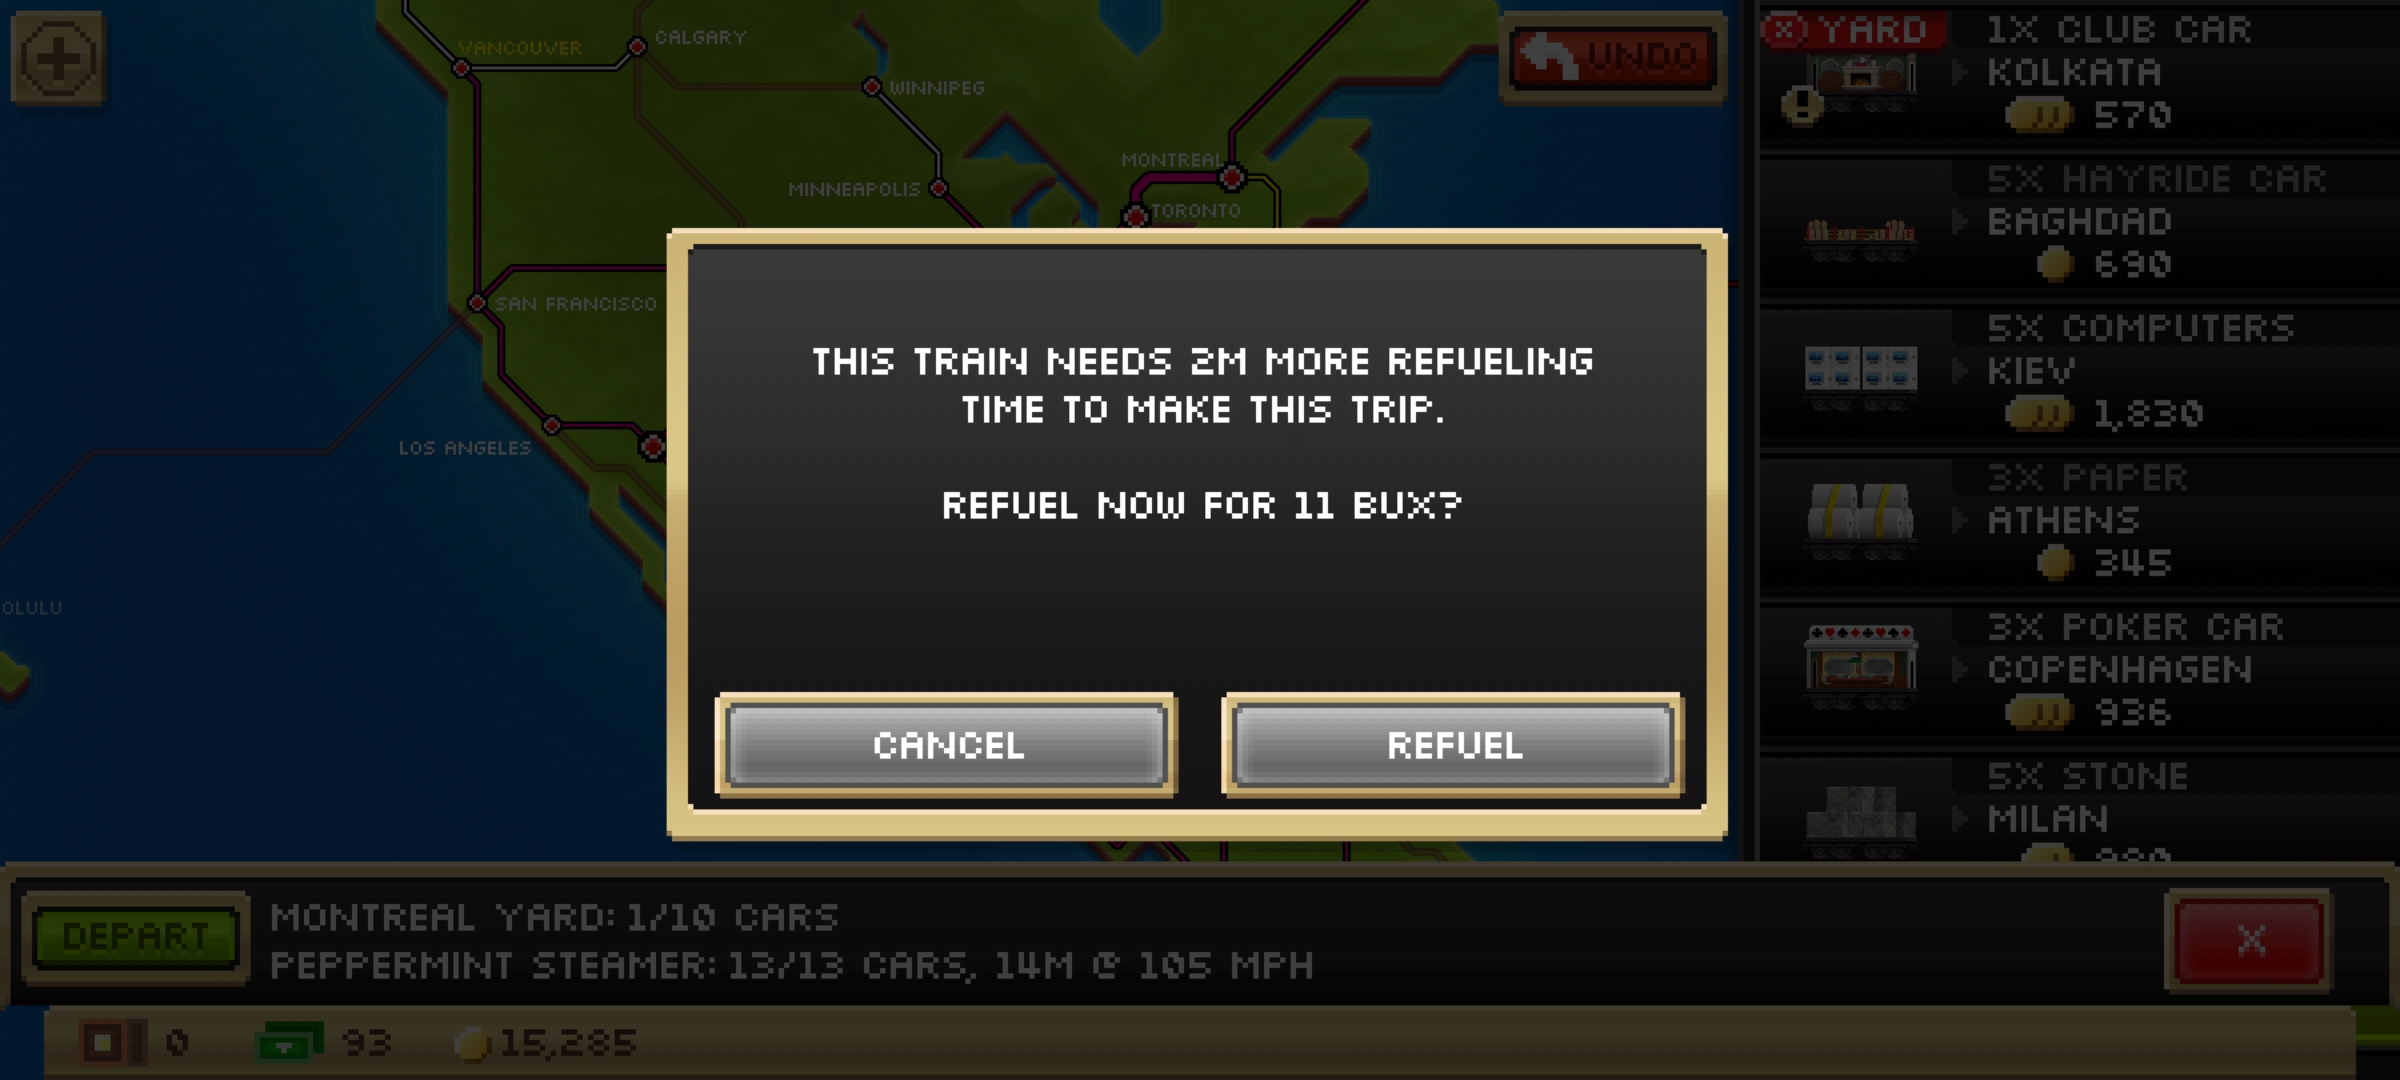 VANCOUVER
CALGARY
WINNIPEG
MINNEAPOLIS
MONTREAL
TORONTO
SAN FRANCISCO
LOS ANGELES
OLULU
UNDO
YARD
1X CLUB CAR
KOLKATA
570
5X HAYRIDE CAR
BAGHDAD
690
5X COMPUTERS
KIEV
1,830
3X PAPER
ATHENS
345
3X POKER CAR
COPENHAGEN
936
5X STONE
MILAN
THIS TRAIN NEEDS 2M MORE REFUELING
TIME TO MAKE THIS TRIP.
REFUEL NOW FOR 11 BUX?
CANCEL
REFUEL
DEPART
MONTREAL YARD: 1/10 CARS
PEPPERMINT STEAMER: 13/13 CARS, 14M @ 105 MPH
X
0
93
15,285